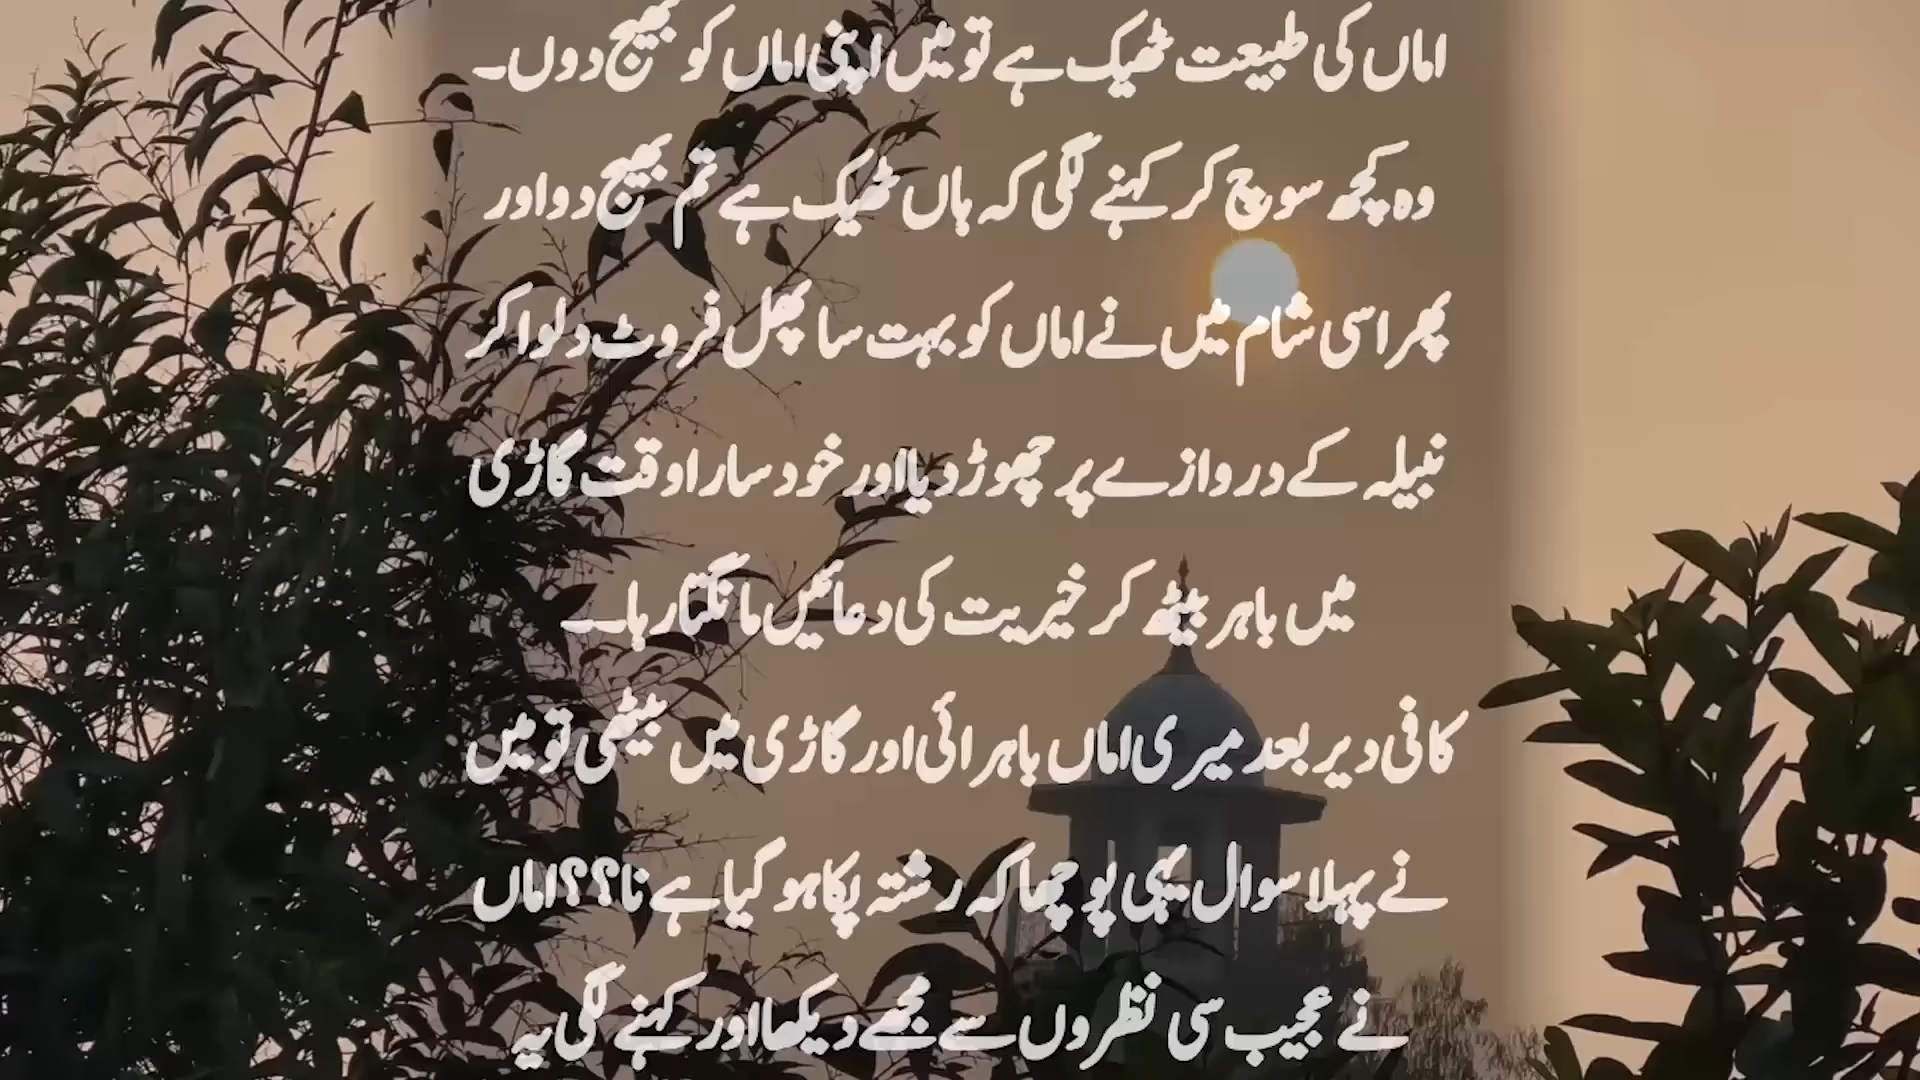 اماں کی طبیعت ٹھیک ہے تو میں اپنی اماں کو بھیج دوں۔
وہ کچھ سوچ کر کہنے لگی کہ ہاں ٹھیک ہے تم بھیج دو اور
پھر اسی شام میں نے اماں کو بہت سا پھل فروٹ دلوا کر
نبیلہ کے دروازے پر چھوڑ دیا اور خود سارا وقت گاڑی
میں باہر بیٹھ کر خیریت کی دعائیں مانگتا رہا۔۔
کافی دیر بعد میری اماں باہر ائی اور گاڑی میں بیٹھی تو میں
نے پہلا سوال یہی پوچھا کہ رشتہ پکا ہو گیا ہے نا؟؟ اماں
نے عجیب سی نظروں سے مجھے دیکھا اور کہنے لگی یہ